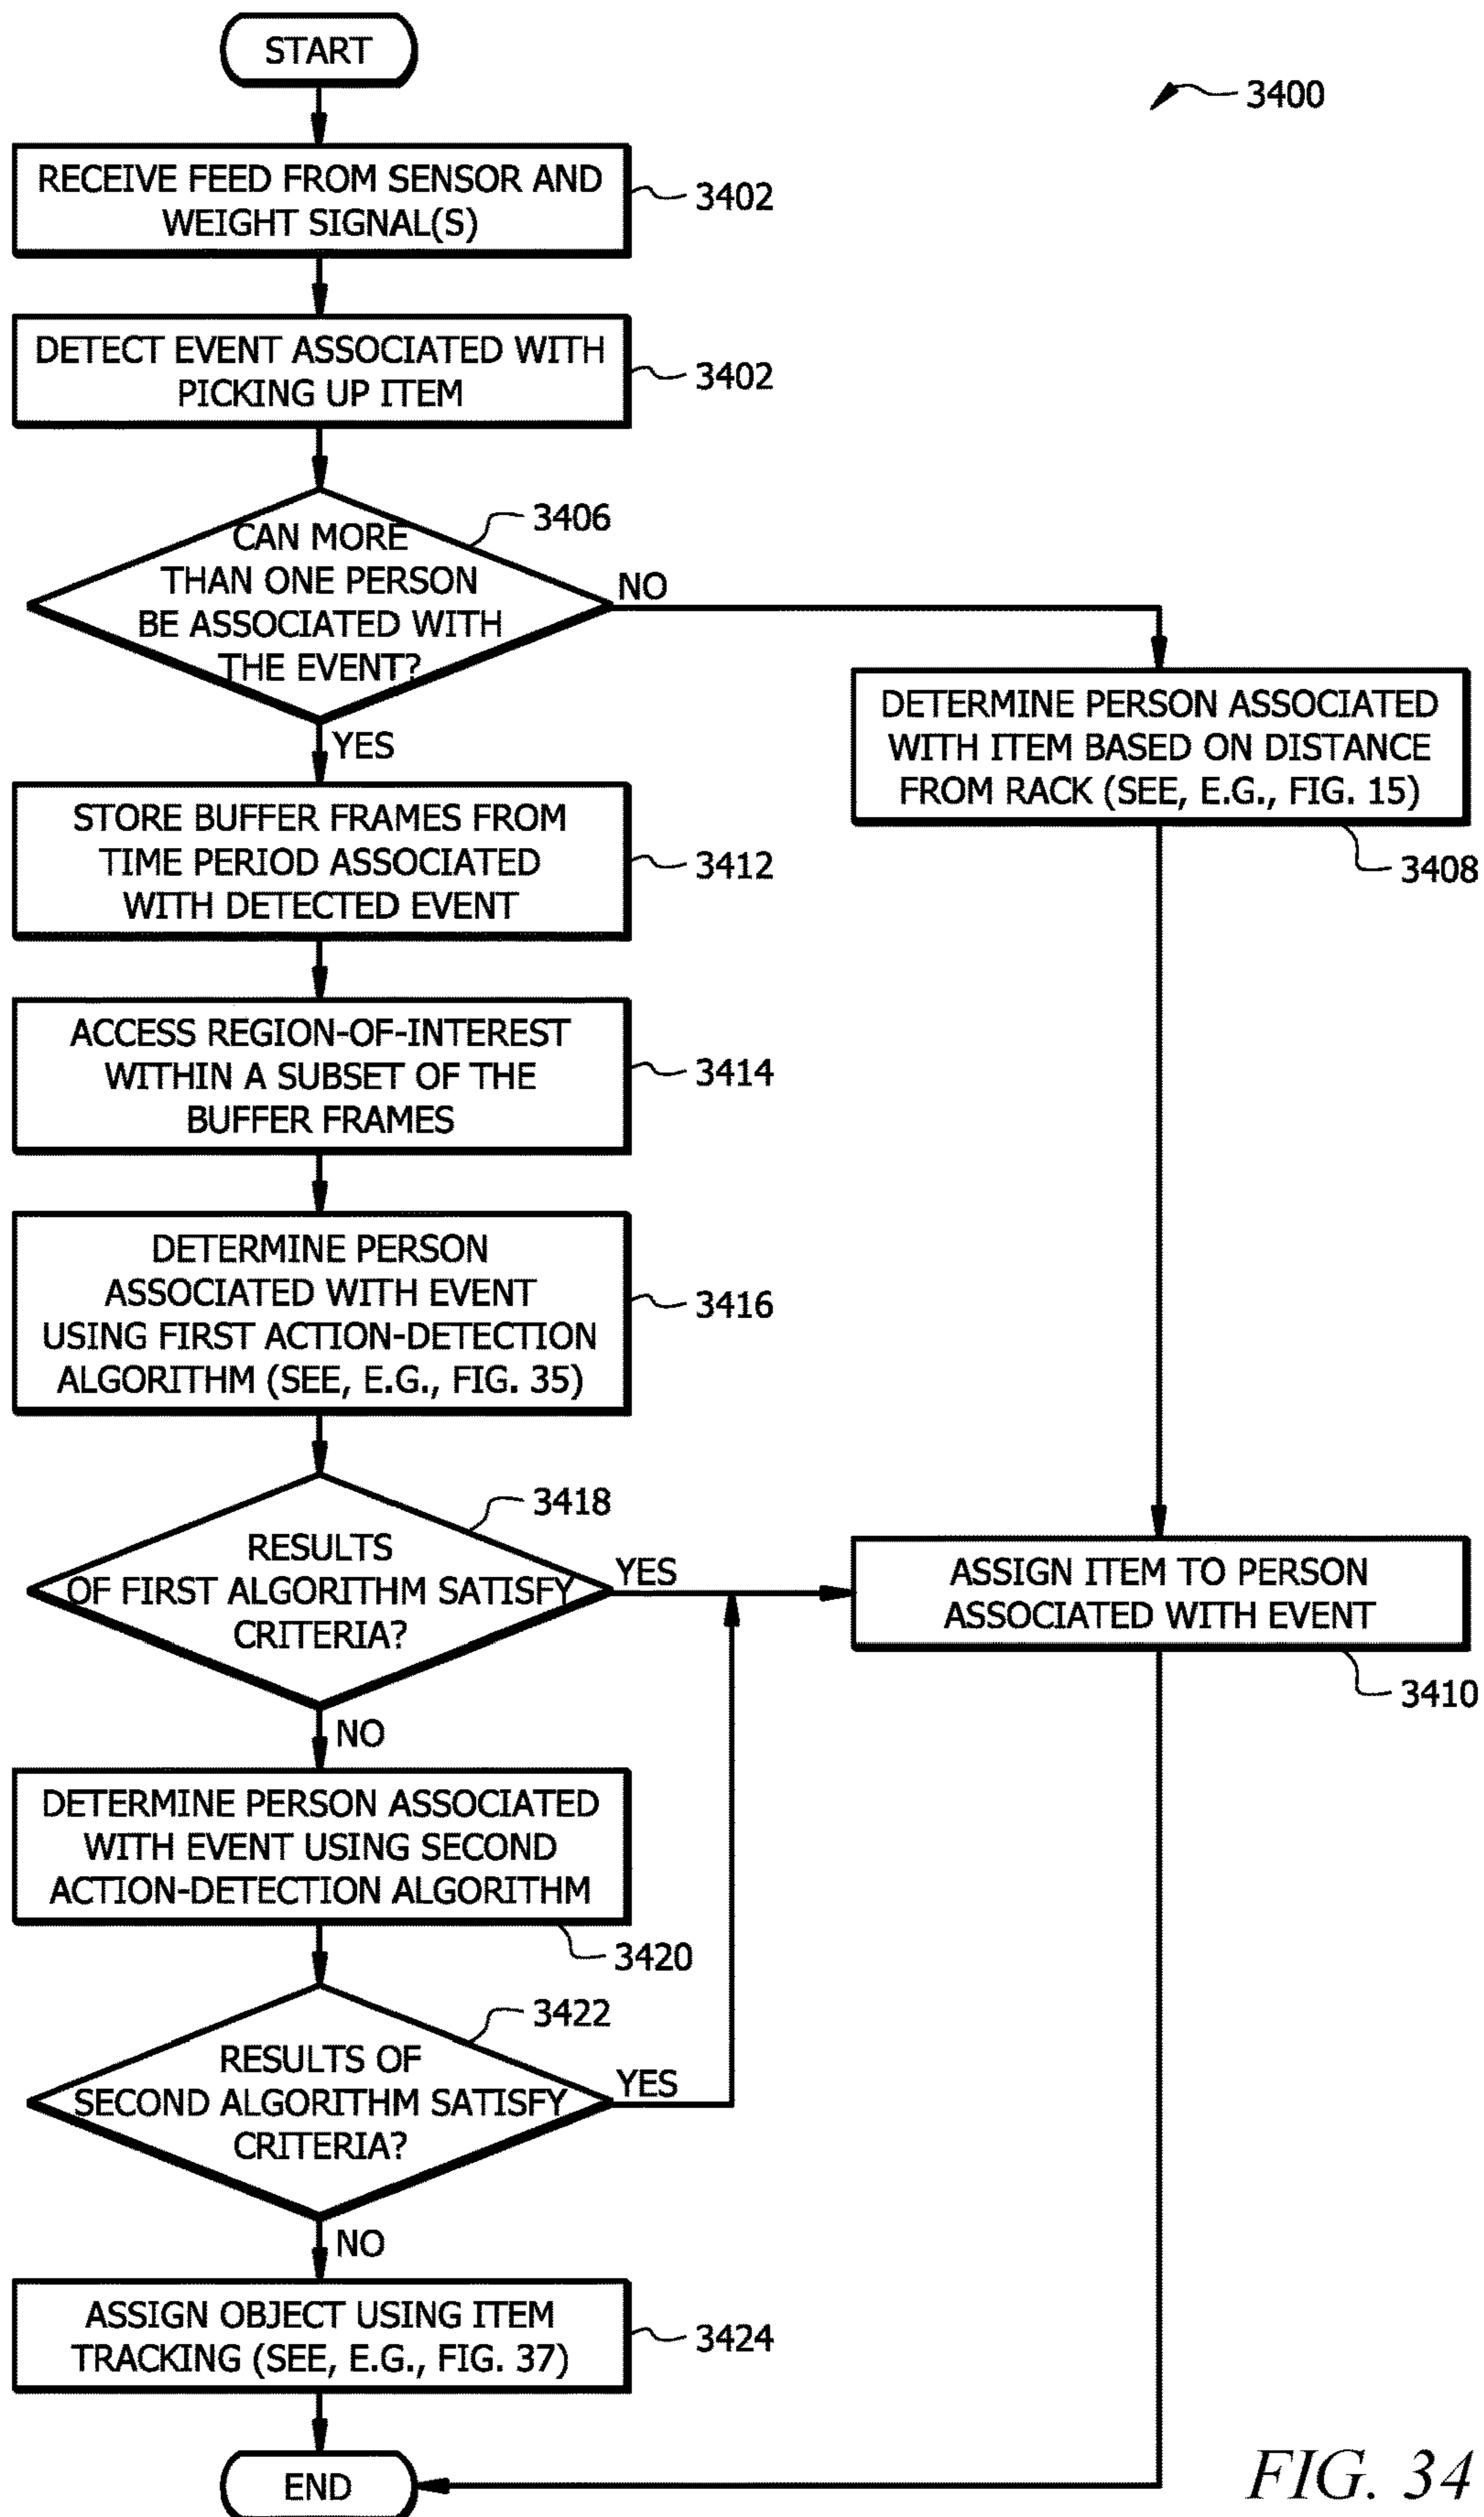 START
3400
RECEIVE FEED FROM SENSOR AND
WEIGHT SIGNAL(S)
3402
DETECT EVENT ASSOCIATED WITH
PICKING UP ITEM
3402
CAN MORE
THAN ONE PERSON
BE ASSOCIATED WITH
THE EVENT?
3406
NO
YES
DETERMINE PERSON ASSOCIATED
WITH ITEM BASED ON DISTANCE
FROM RACK (SEE, E.G., FIG. 15)
3408
STORE BUFFER FRAMES FROM
TIME PERIOD ASSOCIATED
WITH DETECTED EVENT
3412
ACCESS REGION-OF-INTEREST
WITHIN A SUBSET OF THE
BUFFER FRAMES
3414
DETERMINE PERSON
ASSOCIATED WITH EVENT
USING FIRST ACTION-DETECTION
ALGORITHM (SEE, E.G., FIG. 35)
3416
RESULTS
OF FIRST ALGORITHM SATISFY
CRITERIA?
3418
YES
NO
ASSIGN ITEM TO PERSON
ASSOCIATED WITH EVENT
3410
DETERMINE PERSON ASSOCIATED
WITH EVENT USING SECOND
ACTION-DETECTION ALGORITHM
3420
RESULTS OF
SECOND ALGORITHM SATISFY
CRITERIA?
3422
YES
NO
ASSIGN OBJECT USING ITEM
TRACKING (SEE, E.G., FIG. 37)
3424
END
FIG. 34